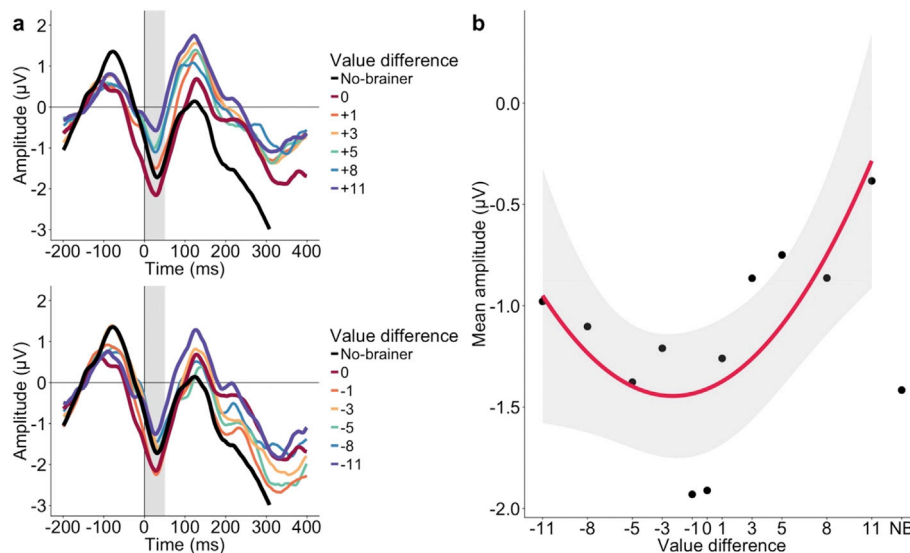 a
2
1
0
-1
-2
-3
Amplitude (µV)
-200 -100 0 100 200 300 400
Time (ms)
Value difference
No-brainer
0
+1
+3
+5
+8
+11
2
1
0
-1
-2
-3
Amplitude (µV)
-200 -100 0 100 200 300 400
Time (ms)
Value difference
No-brainer
0
-1
-3
-5
-8
-11
b
0.0
-0.5
-1.0
-1.5
-2.0
Mean amplitude (µV)
-11 -8 -5 -3 -1 0 1 3 5 8 11 NB
Value difference